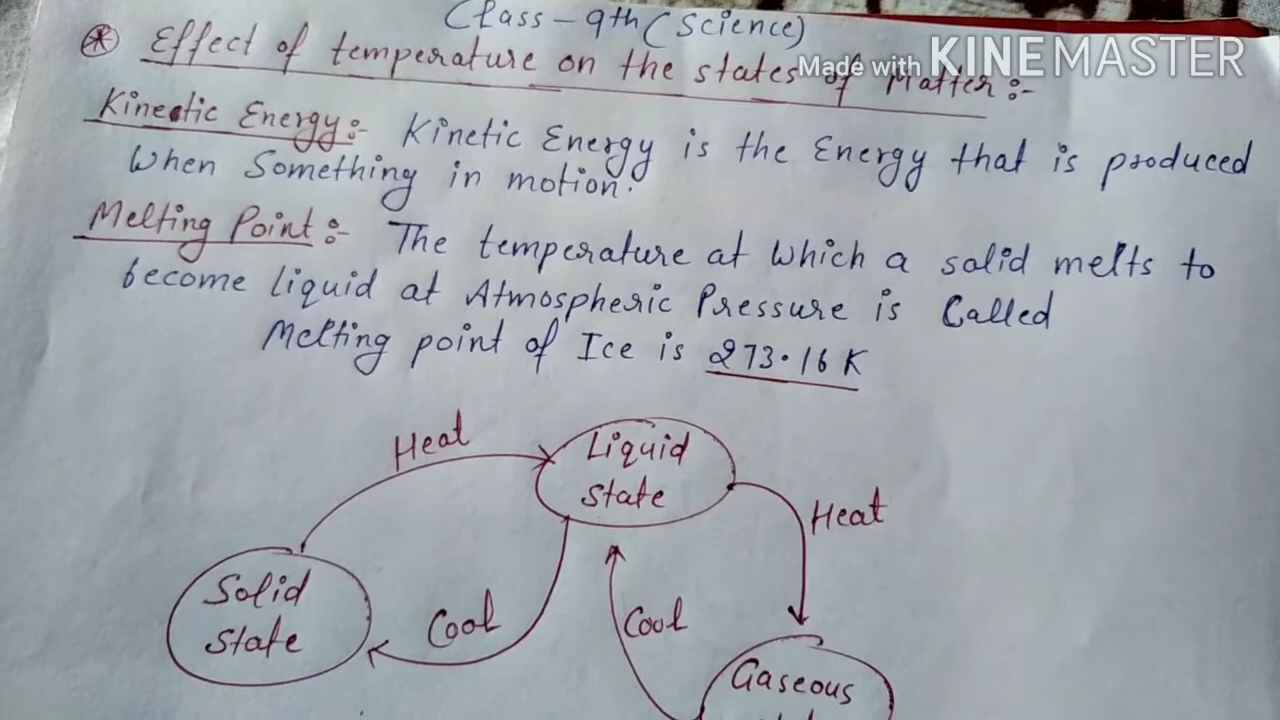 Class - 9th (Science)
Made with KINEMASTER
* Effect of temperature on the states of Matter :-
Kinectic Energy :- Kinetic Energy is the Energy that is produced
When Something in motion.
Melting Point :- The temperature at which a solid melts to
become liquid at Atmospheric Pressure is Called
Melting point of Ice is 273.16 K
Heat
Liquid
state
Heat
Solid
state
Cool
Cool
Gaseous